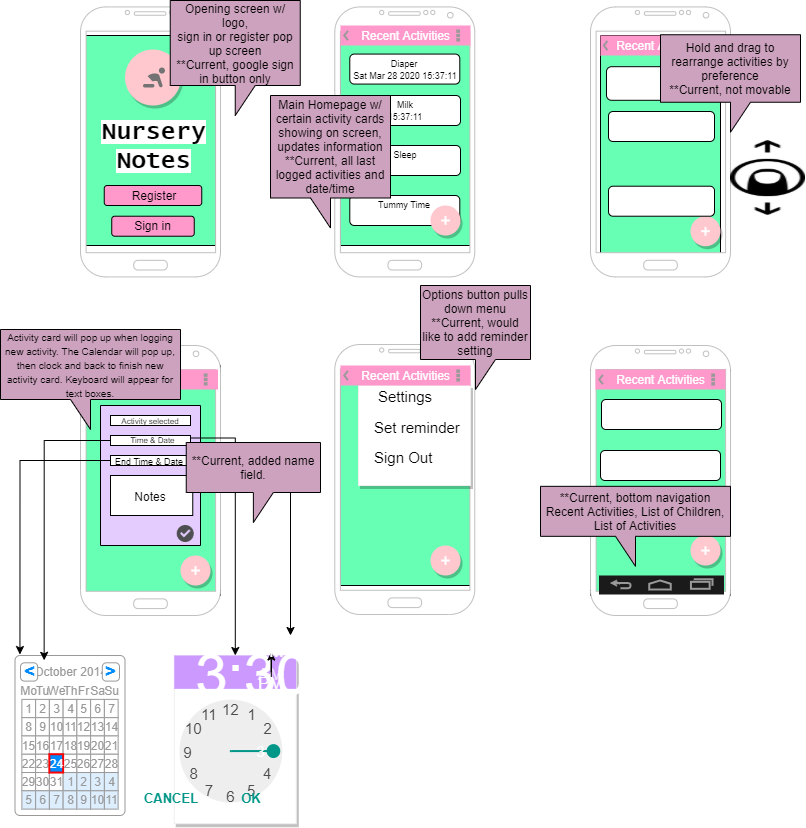 Opening screen w/
logo,
sign in or register pop
up screen
**Current, google sign
in button only
Nursery
Notes
Register
Sign in
Recent Activities
Diaper
Sat Mar 28 2020 15:37:11
Milk
5:37:11
Sleep
Tummy Time
+
Main Homepage w/
certain activity cards
showing on screen,
updates information
**Current, all last
logged activities and
date/time
Recent A
Hold and drag to
rearrange activities by
preference
**Current, not movable
+
Activity card will pop up when logging
new activity. The Calendar will pop up,
then clock and back to finish new
activity card. Keyboard will appear for
text boxes.
Activity selected
Time & Date
End Time & Date
Notes
+
**Current, added name
field.
Options button pulls
down menu
**Current, would
like to add reminder
setting
Recent Activities
Settings
Set reminder
Sign Out
+
Recent Activities
**Current, bottom navigation
Recent Activities, List of Children,
List of Activities
+
< October 2014 >
Mo Tu We Th Fr Sa Su
1 2 3 4 5 6 7
8 9 10 11 12 13 14
15 16 17 18 19 20 21
22 23 24 25 26 27 28
29 30 31 1 2 3 4
5 6 7 8 9 10 11
3:30
12
11 1
10 2
9 3
8 4
7 6 5
CANCEL OK